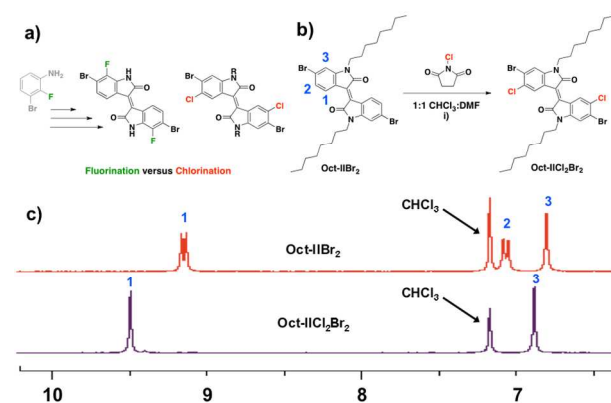 a)
NH₂
F
Br
F
H
N
O
Br
O
Br
N
H
F
Fluorination versus Chlorination
R
N
Br
O
Cl
Cl
O
Br
N
R
b)
3
Br
N
O
2
1
O
N
Br
Oct-IIBr₂
Cl
O
N
O
1:1 CHCl₃:DMF
i)
Br
N
O
Cl
Cl
O
N
Br
Oct-IICl₂Br₂
c)
1
Oct-IIBr₂
CHCl₃
2
3
1
Oct-IICl₂Br₂
CHCl₃
3
10
9
8
7